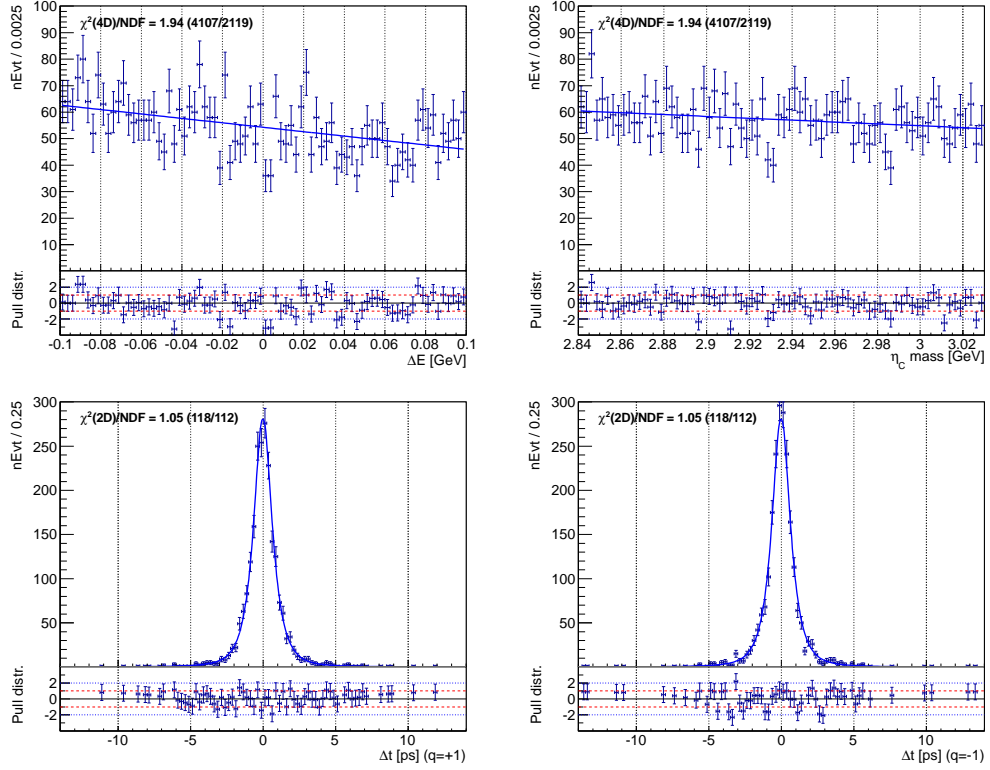 χ²(4D)/NDF = 1.94 (4107/2119)
nEvt / 0.0025
100
90
80
70
60
50
40
30
20
10
Pull distr.
2
0
-2
-0.1 -0.08 -0.06 -0.04 -0.02 0 0.02 0.04 0.06 0.08 0.1
ΔE [GeV]
χ²(4D)/NDF = 1.94 (4107/2119)
nEvt / 0.0025
100
90
80
70
60
50
40
30
20
10
Pull distr.
2
0
-2
2.84 2.86 2.88 2.9 2.92 2.94 2.96 2.98 3 3.02
η_C mass [GeV]
χ²(2D)/NDF = 1.05 (118/112)
nEvt / 0.25
300
250
200
150
100
50
Pull distr.
2
0
-2
-10 -5 0 5 10
Δt [ps] (q=+1)
χ²(2D)/NDF = 1.05 (118/112)
nEvt / 0.25
300
250
200
150
100
50
Pull distr.
2
0
-2
-10 -5 0 5 10
Δt [ps] (q=-1)